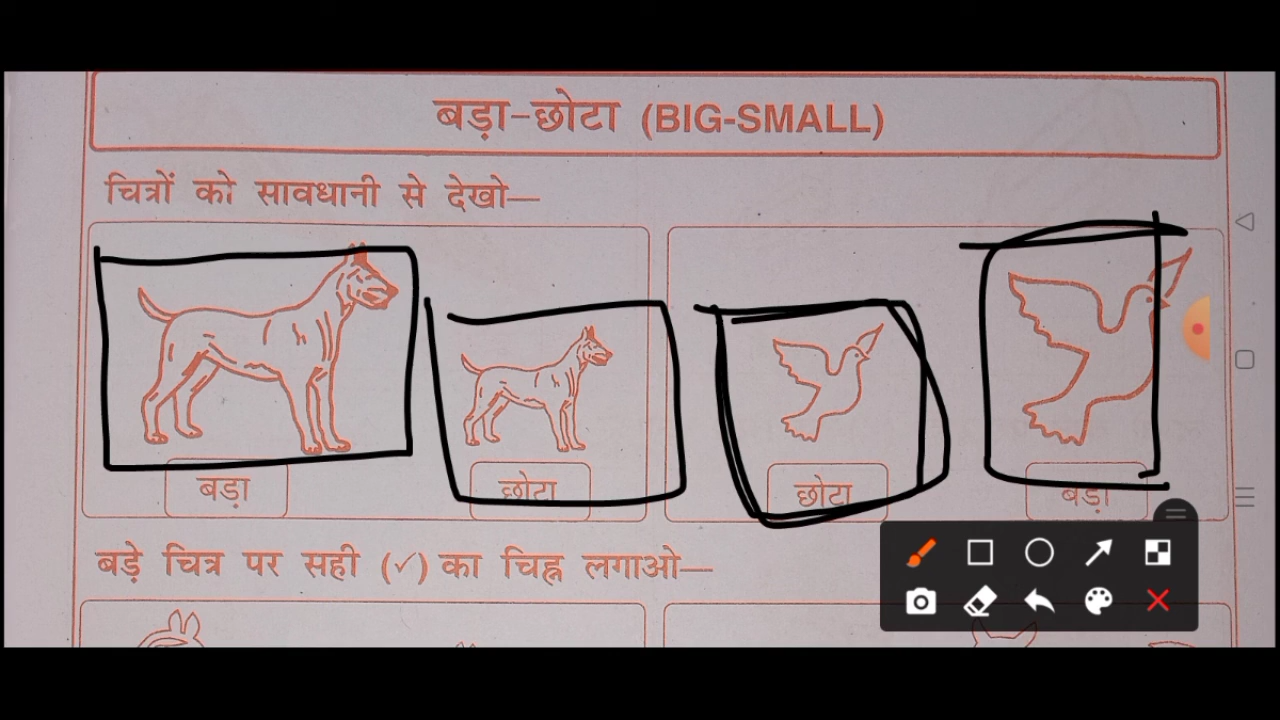 बड़ा-छोटा (BIG-SMALL)
चित्रों को सावधानी से देखो—
बड़ा छोटा छोटा बड़ा
बड़े चित्र पर सही (✓) का चिह्न लगाओ—